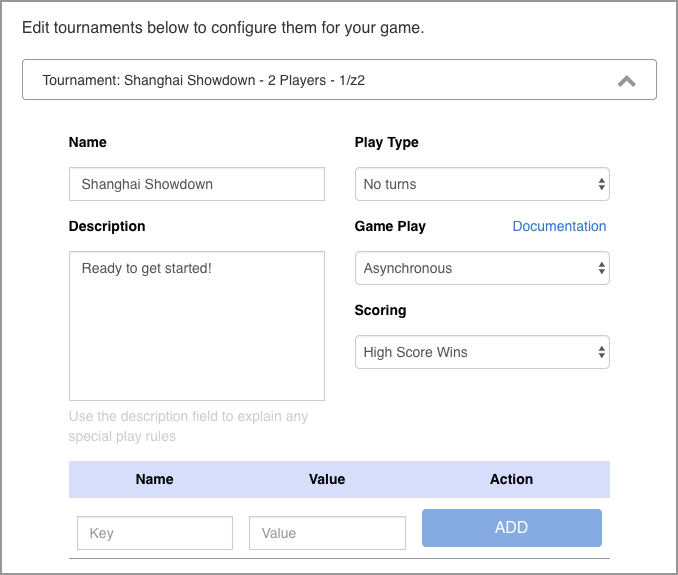 Edit tournaments below to configure them for your game.
Tournament: Shanghai Showdown - 2 Players - 1/z2
Name
Shanghai Showdown
Description
Ready to get started!
Use the description field to explain any
special play rules
Play Type
No turns
Game Play Documentation
Asynchronous
Scoring
High Score Wins
Name Value Action
Key Value ADD